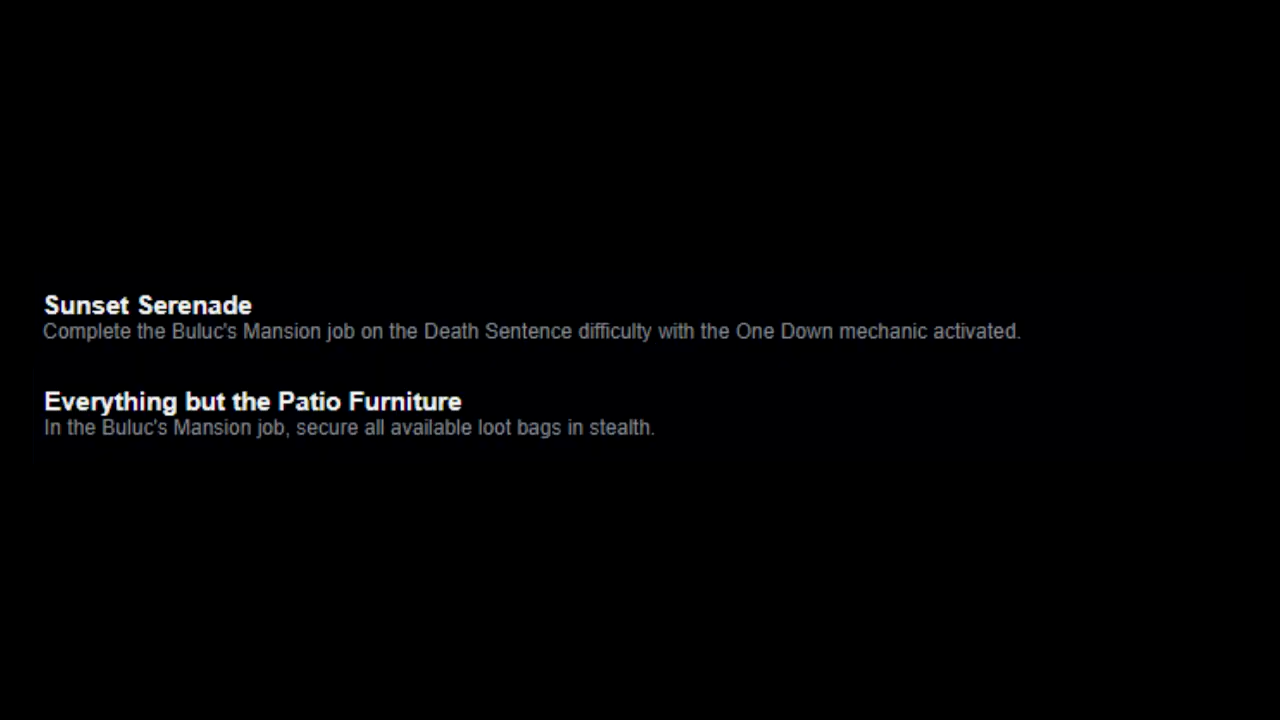 Sunset Serenade
Complete the Buluc's Mansion job on the Death Sentence difficulty with the One Down mechanic activated.
Everything but the Patio Furniture
In the Buluc's Mansion job, secure all available loot bags in stealth.